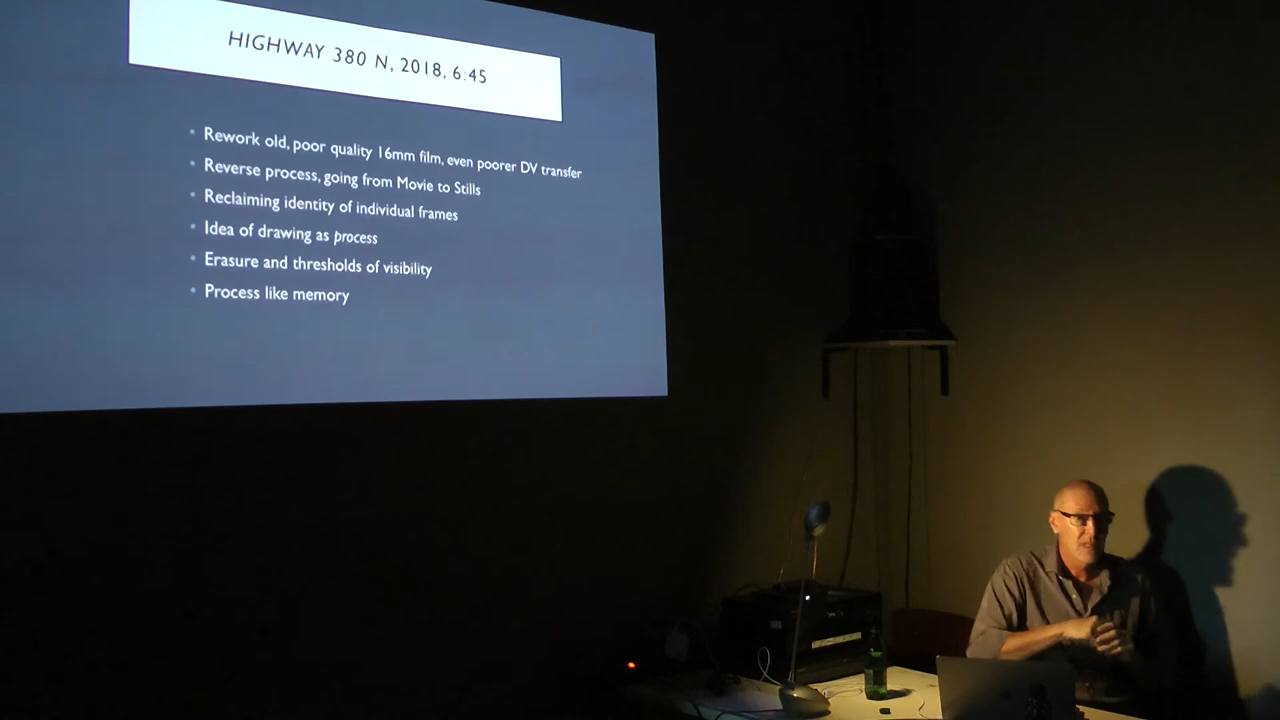 HIGHWAY 380 N, 2018, 6:45
• Rework old, poor quality 16mm film, even poorer DV transfer
• Reverse process, going from Movie to Stills
• Reclaiming identity of individual frames
• Idea of drawing as process
• Erasure and thresholds of visibility
• Process like memory